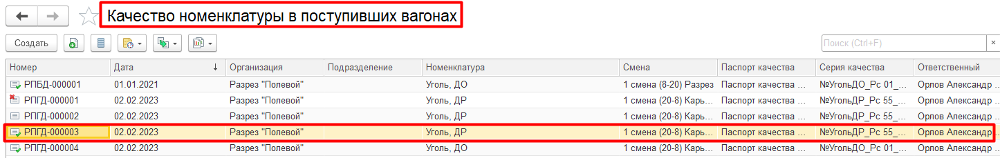 Качество номенклатуры в поступивших вагонах
Создать Поиск (Ctrl+F) ×
Номер Дата ↓ Организация Подразделение Номенклатура Смена Паспорт качества Серия качества Ответственный
РПБД-000001 01.01.2021 Разрез "Полевой" Уголь, ДО 1 смена (8-20) Разрез Паспорт качества ... №УгольДО_Рс 01_... Орлов Александр ...
РПГД-000001 02.02.2023 Разрез "Полевой" Уголь, ДР 1 смена (20-8) Карь... Паспорт качества ... №УгольДР_Рс 55_... Орлов Александр ...
РПГД-000002 02.02.2023 Разрез "Полевой" Уголь, ДР 1 смена (20-8) Карь... Паспорт качества ... №УгольДР_Рс 55_... Орлов Александр ...
РПГД-000003 02.02.2023 Разрез "Полевой" Уголь, ДР 1 смена (20-8) Карь... Паспорт качества ... №УгольДР_Рс 55_... Орлов Александр ...
РПГД-000004 02.02.2023 Разрез "Полевой" Уголь, ДО 1 смена (20-8) Карь... Паспорт качества ... №УгольДО_Рс 01_... Орлов Александр ...